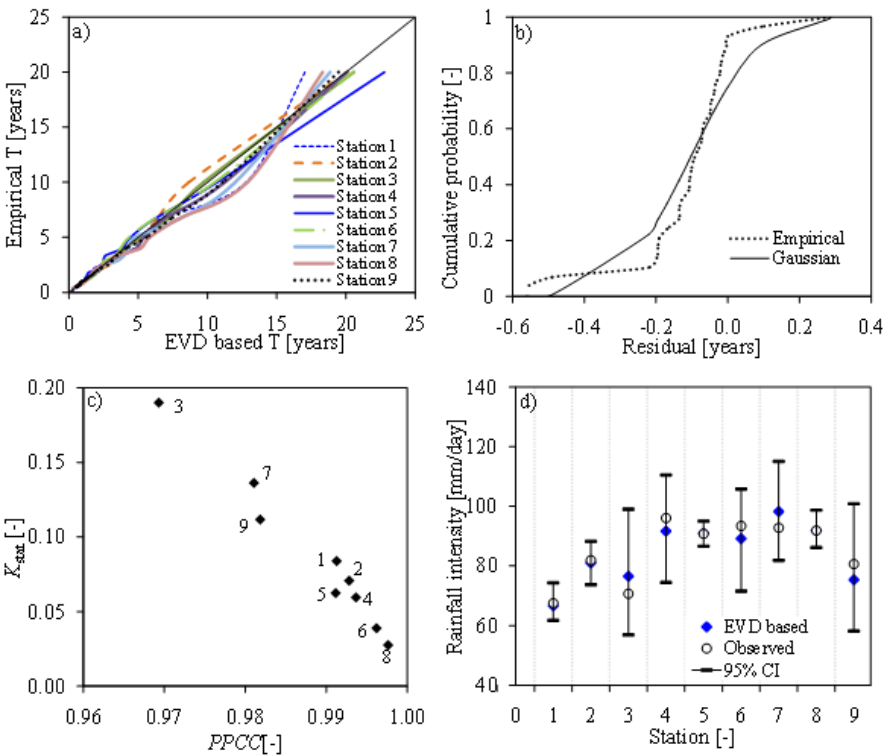 a)
25
20
15
10
5
0
Empirical T [years]
Station 1
Station 2
Station 3
Station 4
Station 5
Station 6
Station 7
Station 8
Station 9
0 5 10 15 20 25
EVD based T [years]
b)
1
0.8
0.6
0.4
0.2
0
Cumulative probability [-]
Empirical
Gaussian
-0.6 -0.4 -0.2 0.0 0.2 0.4
Residual [years]
c)
0.20
0.15
0.10
0.05
0.00
Kstat [-]
3
7
9
1
2
5
4
6
8
0.96 0.97 0.98 0.99 1.00
PPCC[-]
d)
140
120
100
80
60
40
Rainfall intensity [mm/day]
EVD based
Observed
95% CI
0 1 2 3 4 5 6 7 8 9
Station [-]